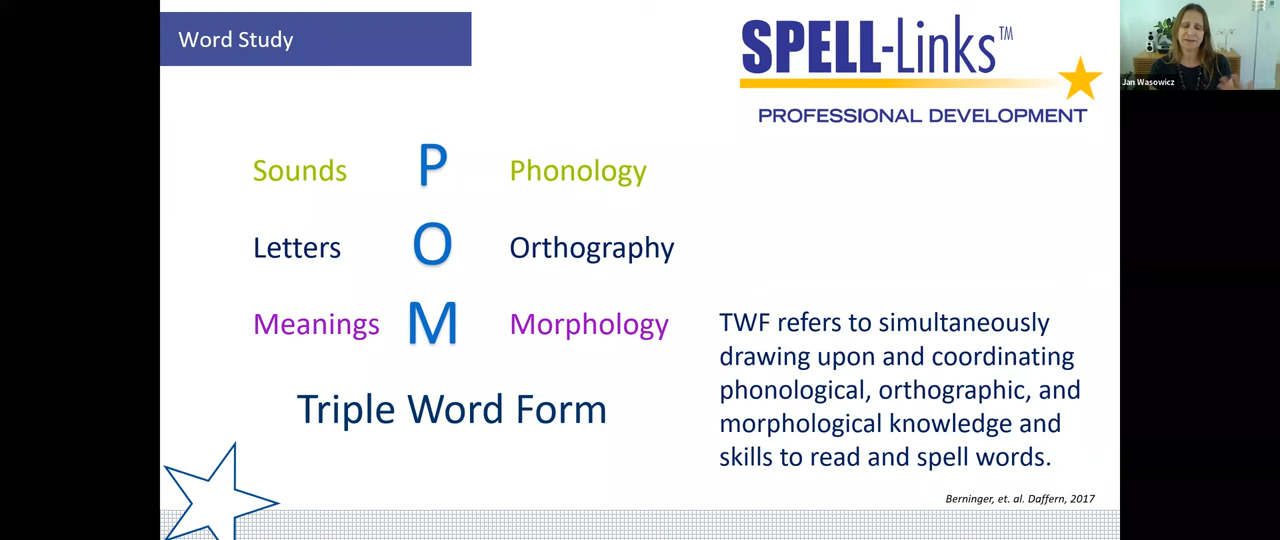 Word Study
SPELL-Links™
PROFESSIONAL DEVELOPMENT
Jan Wasowicz
Sounds P Phonology
Letters O Orthography
Meanings M Morphology
Triple Word Form
TWF refers to simultaneously
drawing upon and coordinating
phonological, orthographic, and
morphological knowledge and
skills to read and spell words.
Berninger, et. al. Daffern, 2017